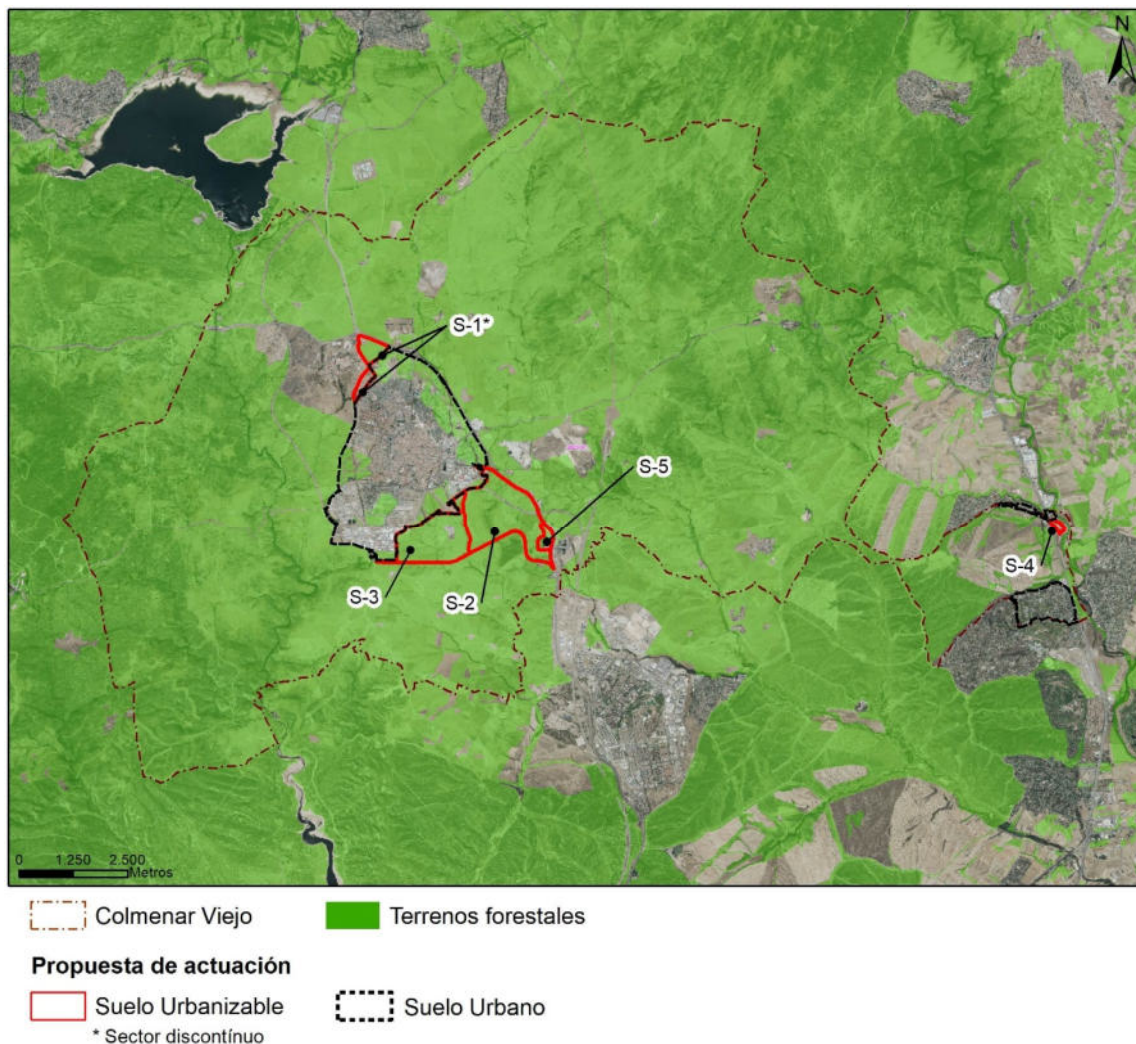 N
S-1*
S-5
S-4
S-3
S-2
0 1.250 2.500
Metros
Colmenar Viejo
Terrenos forestales
Propuesta de actuación
Suelo Urbanizable
Suelo Urbano
* Sector discontínuo